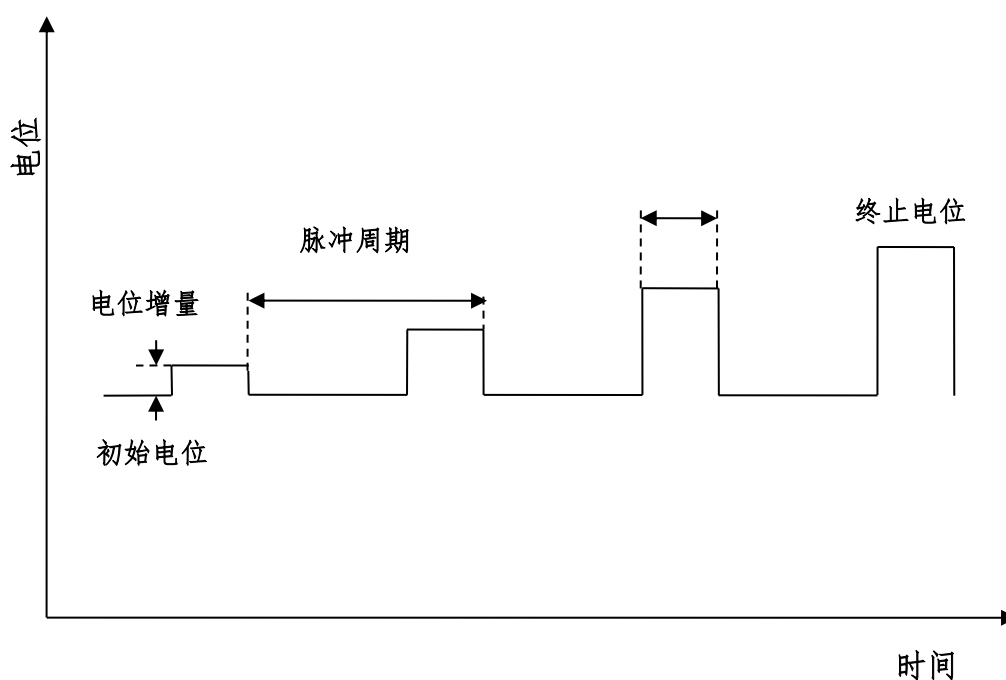 电位
终止电位
脉冲周期
电位增量
初始电位
时间